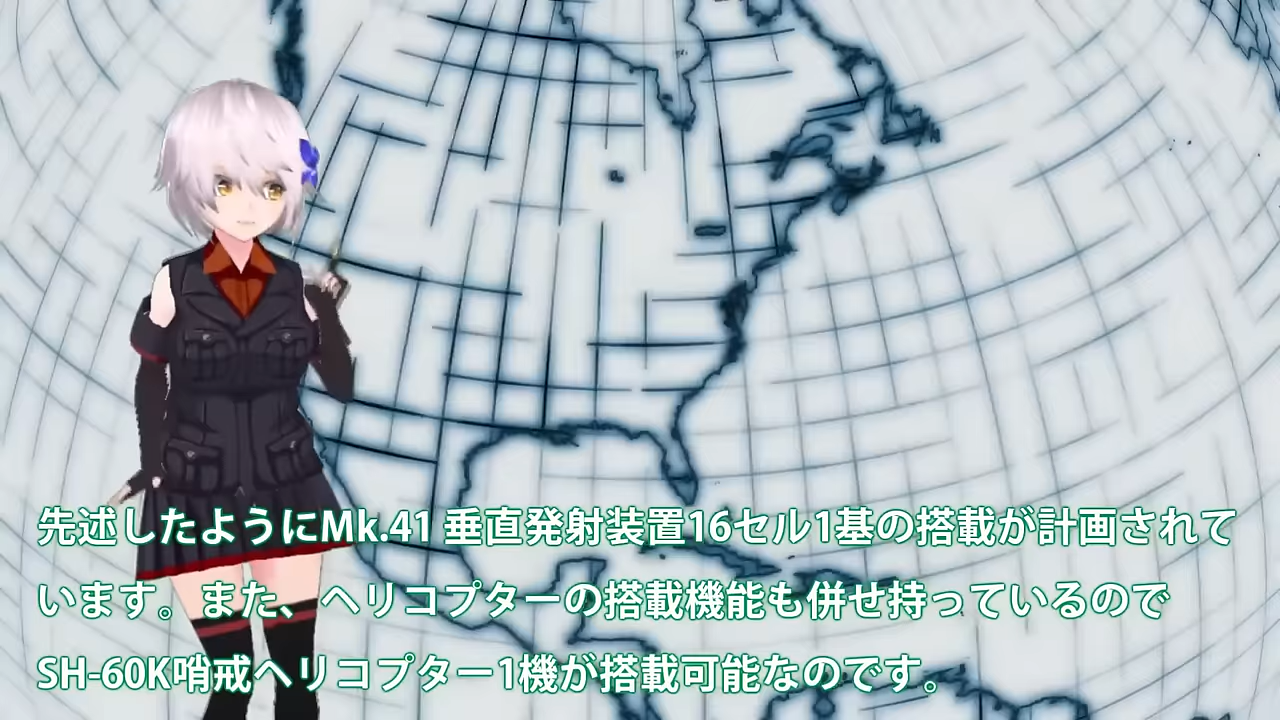 先述したようにMk.41 垂直発射装置16セル1基の搭載が計画されて
います。また、ヘリコプターの搭載機能も併せ持っているので
SH-60K哨戒ヘリコプター1機が搭載可能なのです。